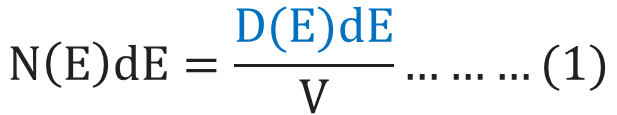 N(E)dE = D(E)dE / V … … … (1)